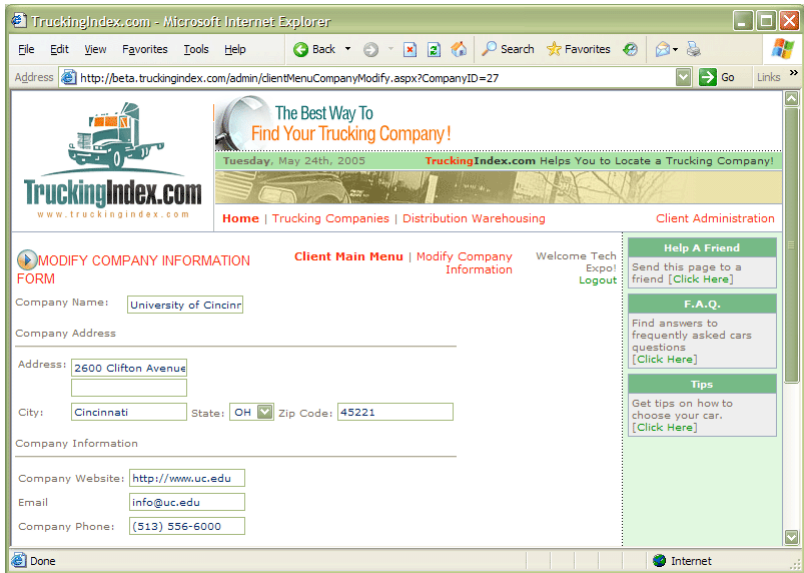 TruckingIndex.com - Microsoft Internet Explorer
File Edit View Favorites Tools Help Back Search Favorites
Address http://beta.truckingindex.com/admin/clientMenuCompanyModify.aspx?CompanyID=27 Go Links »
The Best Way To
Find Your Trucking Company!
Tuesday, May 24th, 2005 TruckingIndex.com Helps You to Locate a Trucking Company!
TruckingIndex.com
www.truckingindex.com
Home | Trucking Companies | Distribution Warehousing Client Administration
MODIFY COMPANY INFORMATION
FORM
Client Main Menu | Modify Company
Information
Welcome Tech
Expo!
Logout
Company Name: University of Cincinr
Company Address
Address: 2600 Clifton Avenue
City: Cincinnati State: OH Zip Code: 45221
Company Information
Company Website: http://www.uc.edu
Email info@uc.edu
Company Phone: (513) 556-6000
Help A Friend
Send this page to a
friend [Click Here]
F.A.Q.
Find answers to
frequently asked cars
questions
[Click Here]
Tips
Get tips on how to
choose your car.
[Click Here]
Done Internet